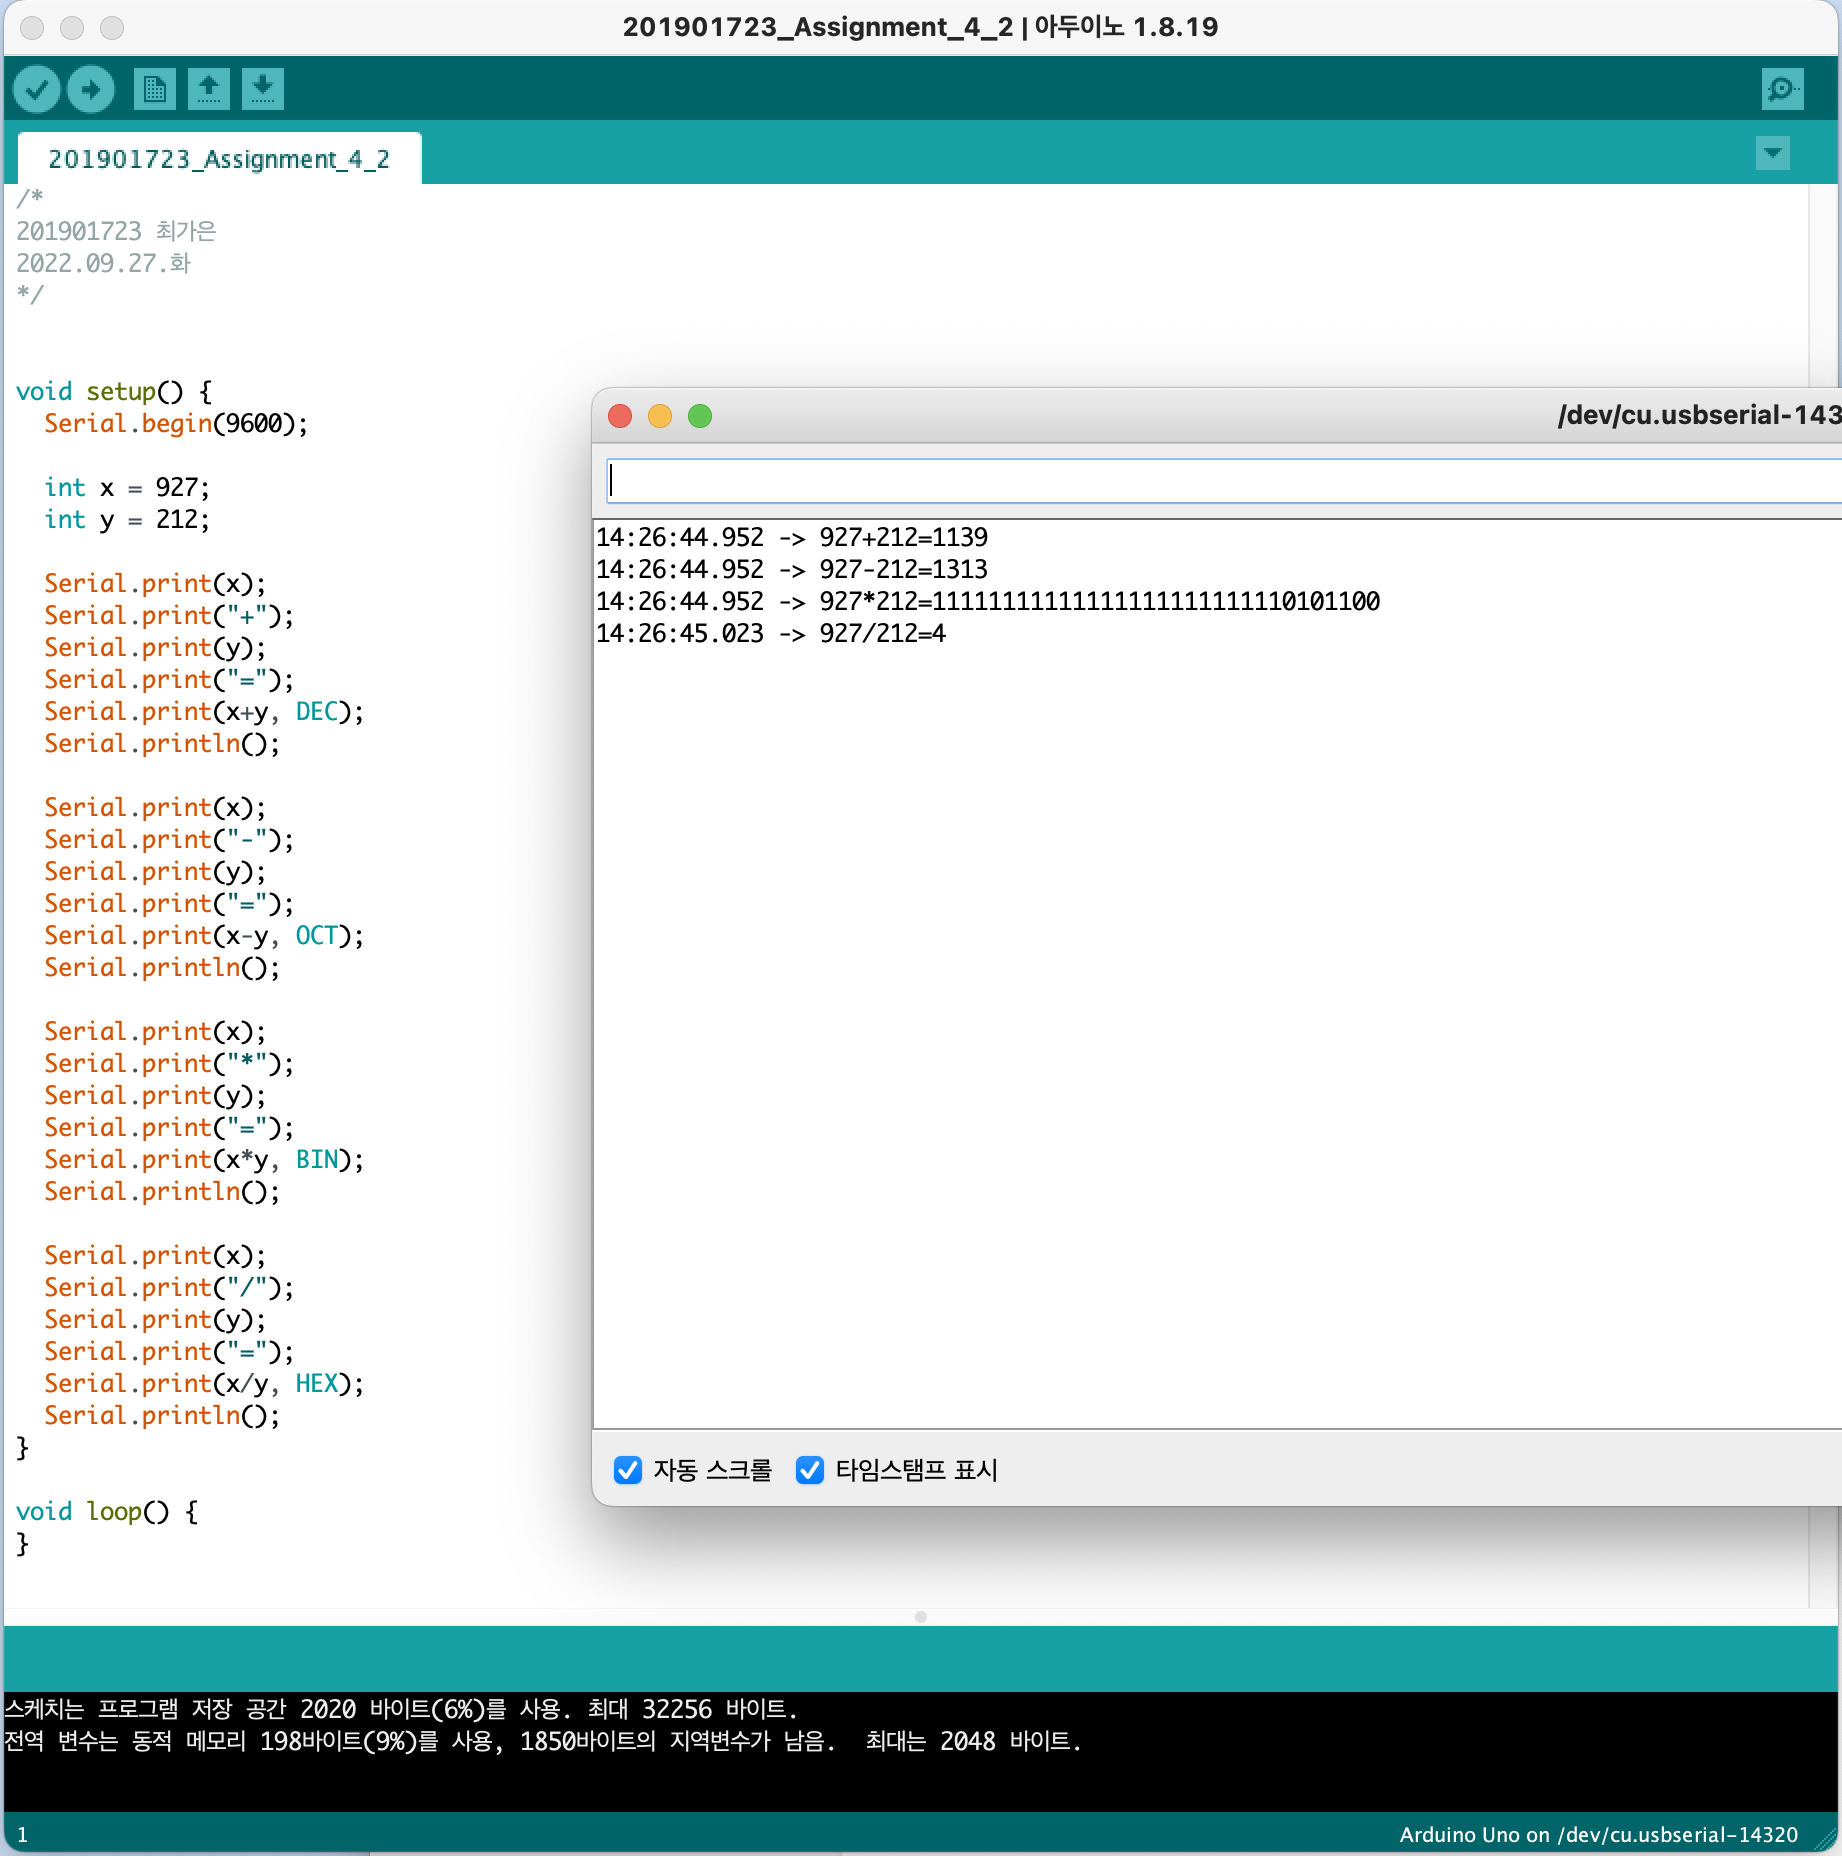 201901723_Assignment_4_2 | 아두이노 1.8.19
201901723_Assignment_4_2
/*
201901723 최가은
2022.09.27.화
*/
void setup() {
Serial.begin(9600);
int x = 927;
int y = 212;
Serial.print(x);
Serial.print("+");
Serial.print(y);
Serial.print("=");
Serial.print(x+y, DEC);
Serial.println();
Serial.print(x);
Serial.print("-");
Serial.print(y);
Serial.print("=");
Serial.print(x-y, OCT);
Serial.println();
Serial.print(x);
Serial.print("*");
Serial.print(y);
Serial.print("=");
Serial.print(x*y, BIN);
Serial.println();
Serial.print(x);
Serial.print("/");
Serial.print(y);
Serial.print("=");
Serial.print(x/y, HEX);
Serial.println();
}
void loop() {
}
/dev/cu.usbserial-143
14:26:44.952 -> 927+212=1139
14:26:44.952 -> 927-212=1313
14:26:44.952 -> 927*212=11111111111111111111111110101100
14:26:45.023 -> 927/212=4
자동 스크롤 타임스탬프 표시
스케치는 프로그램 저장 공간 2020 바이트(6%)를 사용. 최대 32256 바이트.
전역 변수는 동적 메모리 198바이트(9%)를 사용, 1850바이트의 지역변수가 남음. 최대는 2048 바이트.
1
Arduino Uno on /dev/cu.usbserial-14320